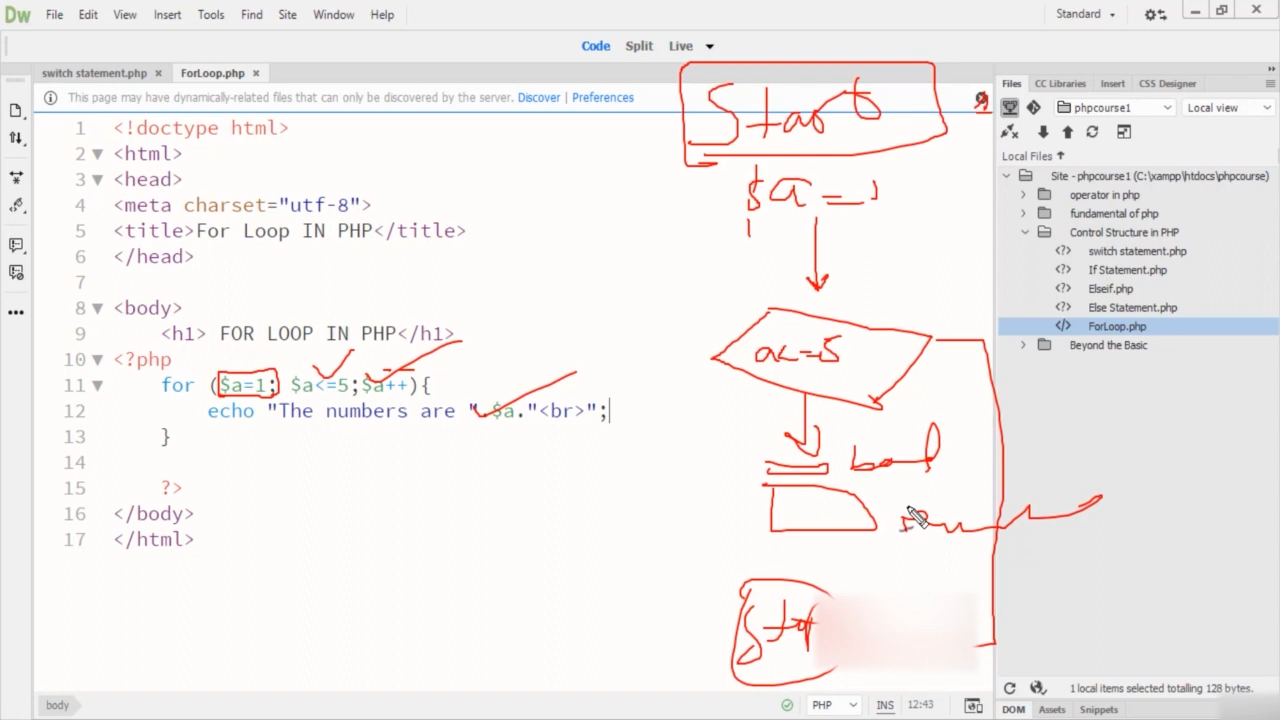 Dw File Edit View Insert Tools Find Site Window Help Standard
Code Split Live
switch statement.php × ForLoop.php ×
This page may have dynamically-related files that can only be discovered by the server. Discover | Preferences
1 <!doctype html>
2 <html>
3 <head>
4 <meta charset="utf-8">
5 <title>For Loop IN PHP</title>
6 </head>
7
8 <body>
9 <h1> FOR LOOP IN PHP</h1>
10 <?php
11 for ($a=1; $a<=5;$a++){
12 echo "The numbers are ".$a."<br>";
13 }
14
15 ?>
16 </body>
17 </html>
Start
$a=1
a<=5
Files CC Libraries Insert CSS Designer
phpcourse1 Local view
Local Files
Site - phpcourse1 (C:\xampp\htdocs\phpcourse)
operator in php
fundamental of php
Control Structure in PHP
switch statement.php
If Statement.php
Elseif.php
Else Statement.php
ForLoop.php
Beyond the Basic
1 local items selected totalling 128 bytes.
body PHP INS 12:43 DOM Assets Snippets